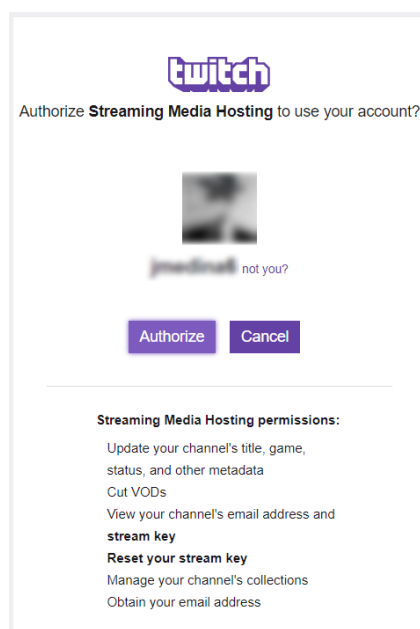 twitch
Authorize Streaming Media Hosting to use your account?
not you?
Authorize Cancel
Streaming Media Hosting permissions:
Update your channel's title, game,
status, and other metadata
Cut VODs
View your channel's email address and
stream key
Reset your stream key
Manage your channel's collections
Obtain your email address